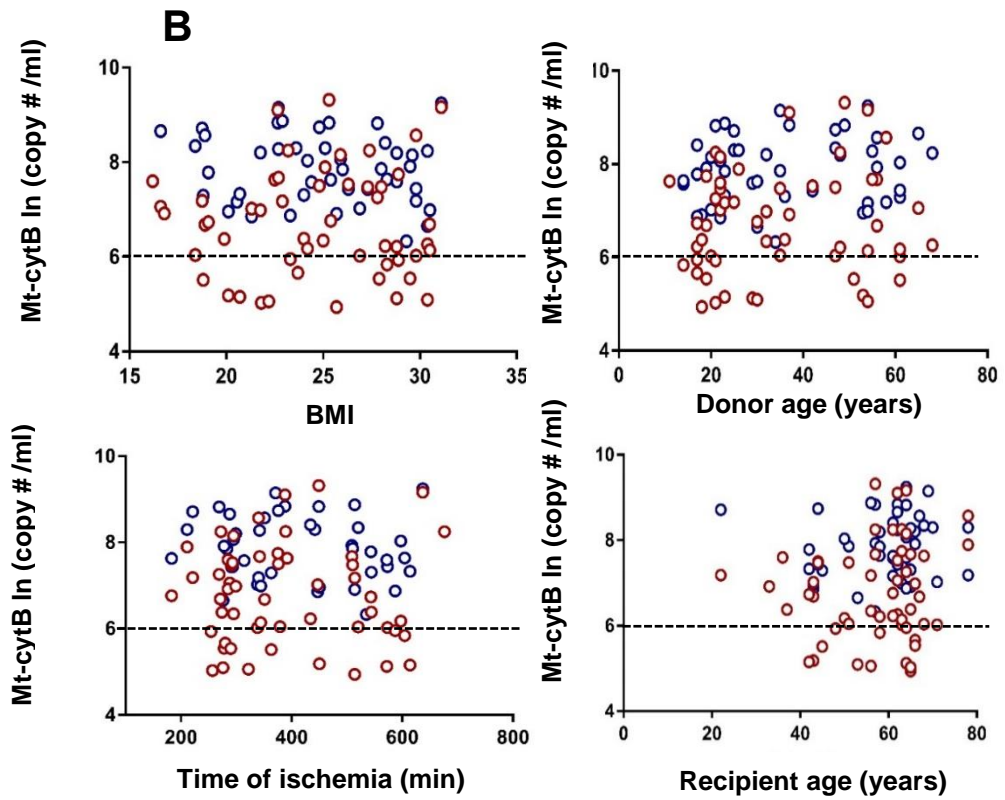 B
Mt-cytB ln (copy # /ml)
10
8
6
4
15 20 25 30 35
BMI
Mt-cytB ln (copy # /ml)
10
8
6
4
0 20 40 60 80
Donor age (years)
Mt-cytB ln (copy # /ml)
10
8
6
4
200 400 600 800
Time of ischemia (min)
Mt-cytB ln (copy # /ml)
10
8
6
4
0 20 40 60 80
Recipient age (years)